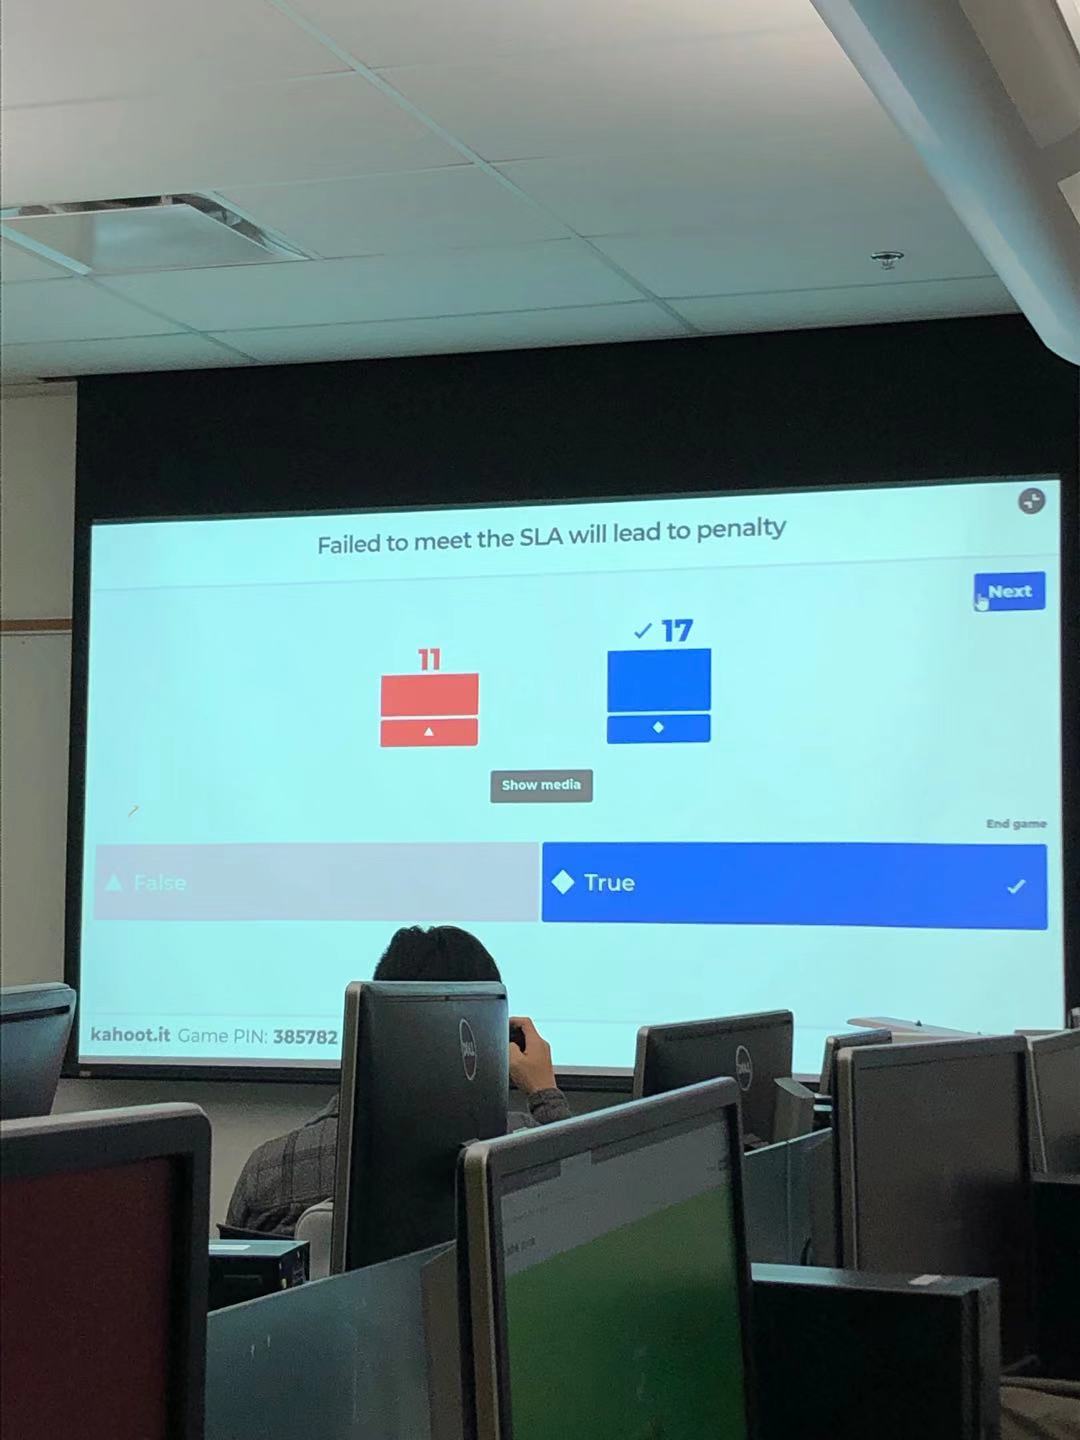 Failed to meet the SLA will lead to penalty
Next
11
17
Show media
End game
False
True
kahoot.it Game PIN: 385782
DELL
DELL